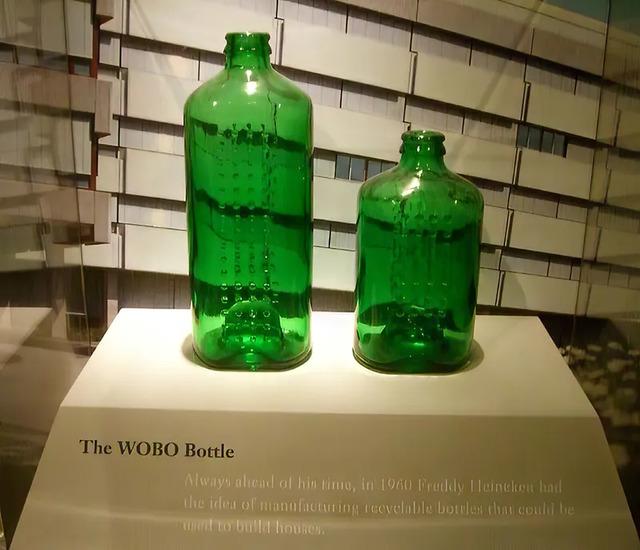 The WOBO Bottle
Always ahead of his time, in 1960 Freddy Heineken had
the idea of manufacturing recyclable bottles that could be
used to build houses.